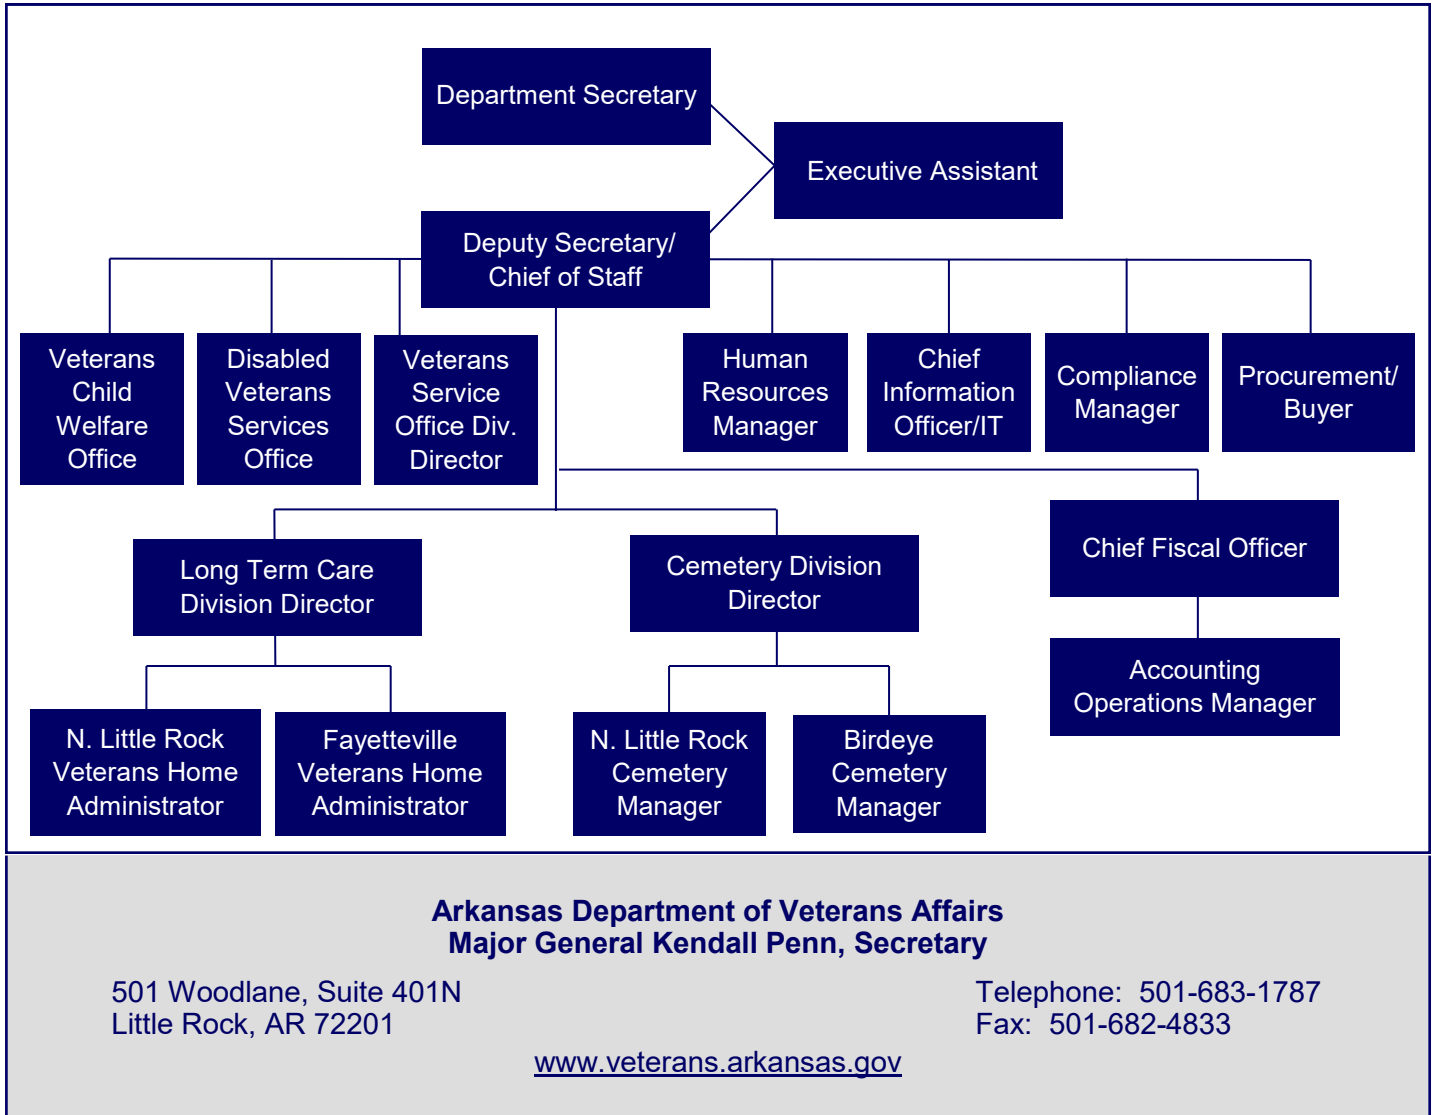 Department Secretary
Executive Assistant
Deputy Secretary/
Chief of Staff
Veterans
Child
Welfare
Office
Disabled
Veterans
Services
Office
Veterans
Service
Office Div.
Director
Human
Resources
Manager
Chief
Information
Officer/IT
Compliance
Manager
Procurement/
Buyer
Long Term Care
Division Director
Cemetery Division
Director
Chief Fiscal Officer
Accounting
Operations Manager
N. Little Rock
Veterans Home
Administrator
Fayetteville
Veterans Home
Administrator
N. Little Rock
Cemetery
Manager
Birdeye
Cemetery
Manager
Arkansas Department of Veterans Affairs
Major General Kendall Penn, Secretary
501 Woodlane, Suite 401N
Little Rock, AR 72201
Telephone: 501-683-1787
Fax: 501-682-4833
www.veterans.arkansas.gov